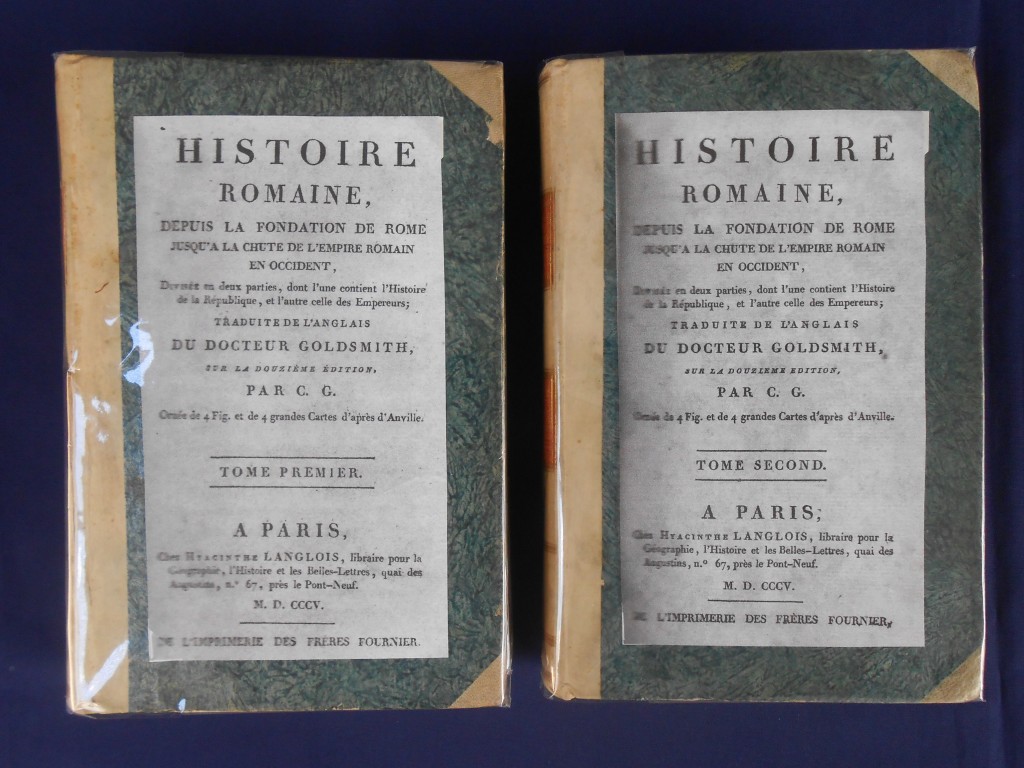 HISTOIRE
ROMAINE,
DEPUIS LA FONDATION DE ROME
JUSQU'A LA CHUTE DE L'EMPIRE ROMAIN
EN OCCIDENT,
Divisée en deux parties, dont l'une contient l'Histoire
de la République, et l'autre celle des Empereurs;
TRADUITE DE L'ANGLAIS
DU DOCTEUR GOLDSMITH,
SUR LA DOUZIÈME ÉDITION,
PAR C. G.
Ornée de 4 Fig. et de 4 grandes Cartes d'après d'Anville.
TOME PREMIER.
A PARIS,
Chez HYACINTHE LANGLOIS, libraire pour la
Géographie, l'Histoire et les Belles-Lettres, quai des
Augustins, n.º 67, près le Pont-Neuf.
M. D. CCCV.
DE L'IMPRIMERIE DES FRÈRES FOURNIER.
HISTOIRE
ROMAINE,
DEPUIS LA FONDATION DE ROME
JUSQU'A LA CHUTE DE L'EMPIRE ROMAIN
EN OCCIDENT,
Divisée en deux parties, dont l'une contient l'Histoire
de la République, et l'autre celle des Empereurs;
TRADUITE DE L'ANGLAIS
DU DOCTEUR GOLDSMITH,
SUR LA DOUZIEME EDITION,
PAR C. G.
Ornée de 4 Fig. et de 4 grandes Cartes d'après d'Anville.
TOME SECOND.
A PARIS,
Chez HYACINTHE LANGLOIS, libraire pour la
Géographie, l'Histoire et les Belles-Lettres, quai des
Augustins, n.º 67, près le Pont-Neuf.
M. D. CCCV.
DE L'IMPRIMERIE DES FRÈRES FOURNIER.